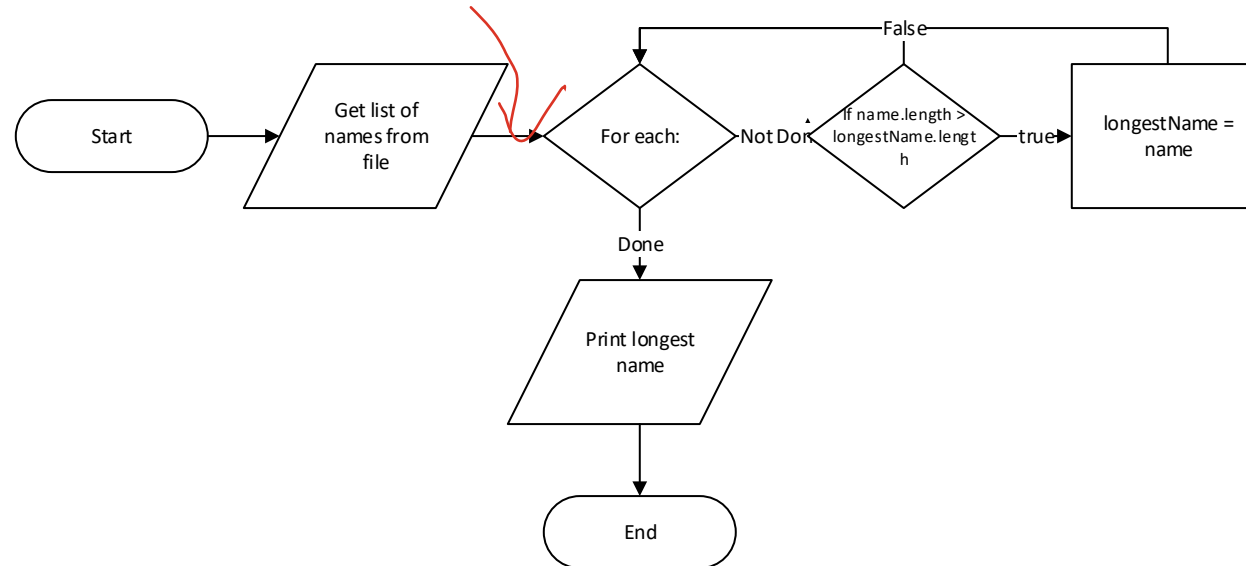 False
Start
Get list of
names from
file
For each:
Not Don
If name.length >
longestName.lengt
h
true
longestName =
name
Done
Print longest
name
End